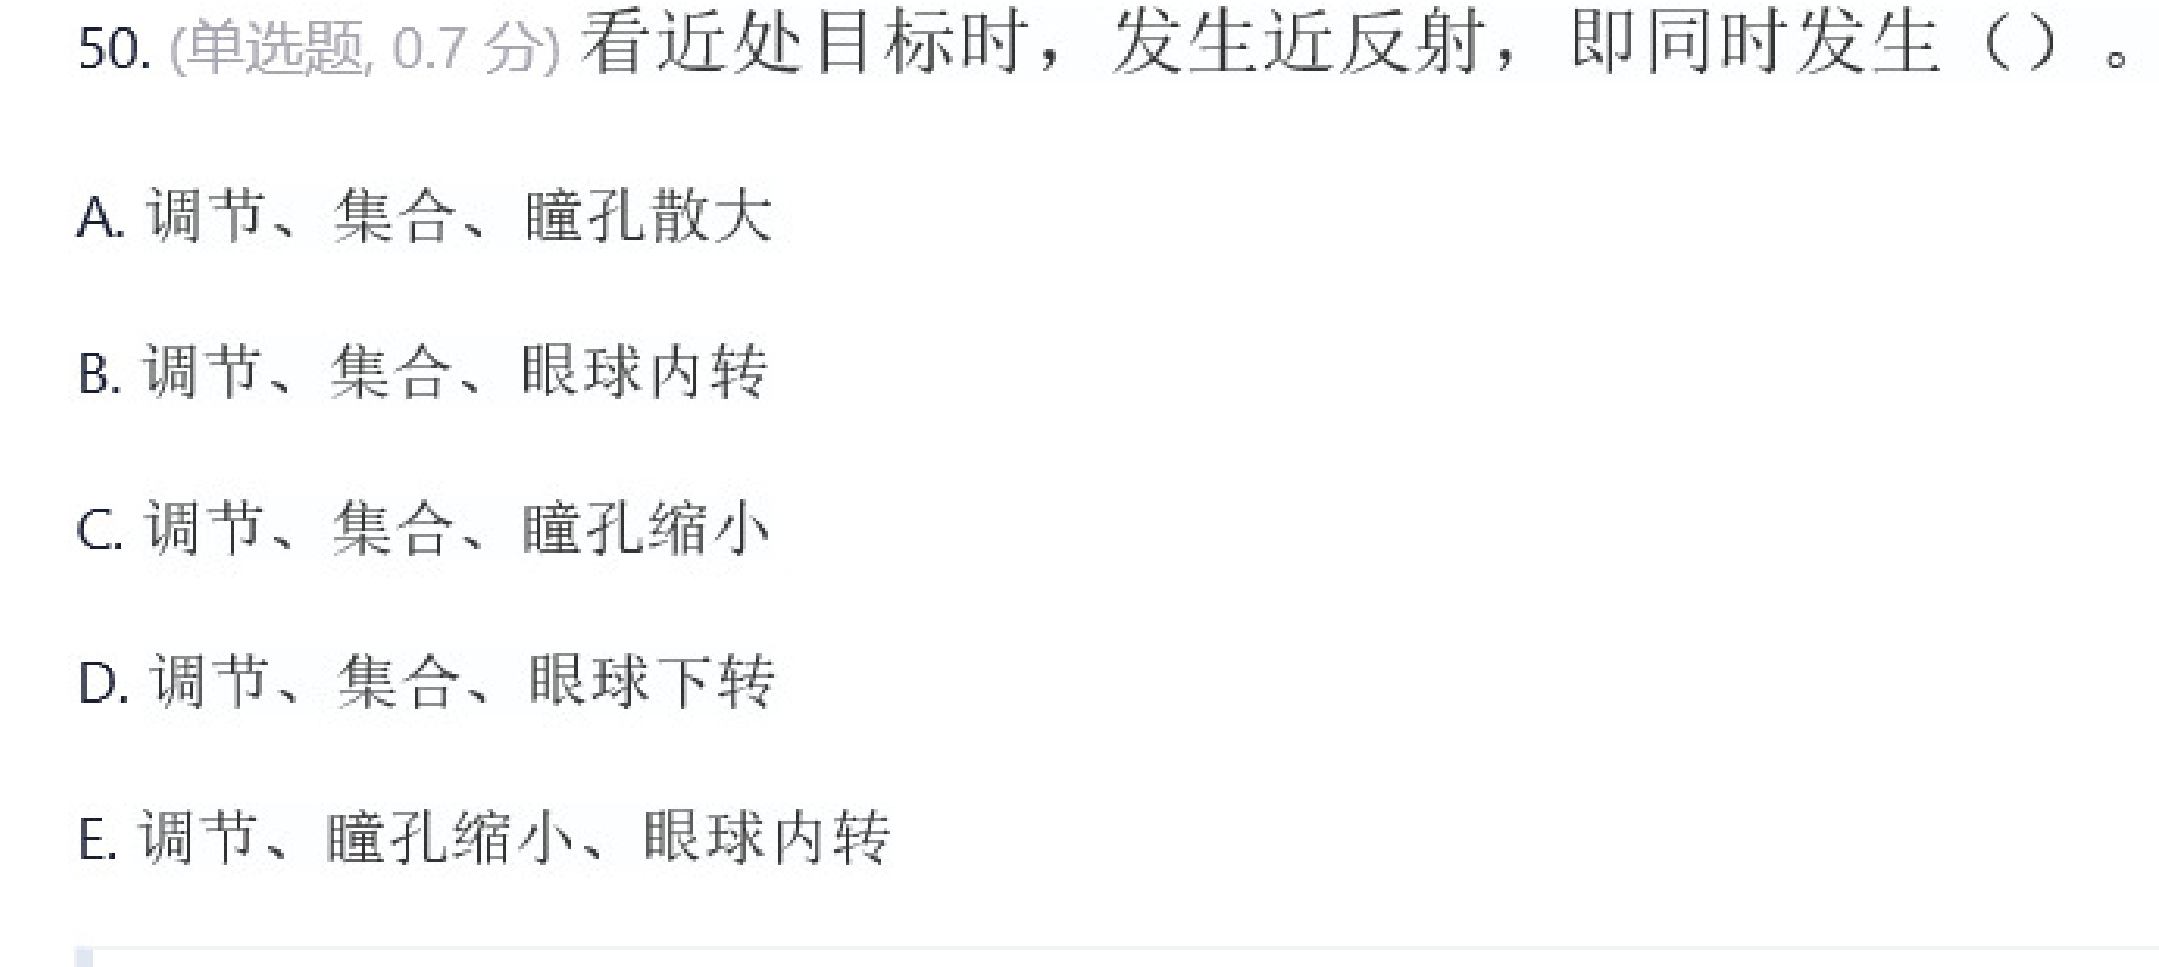 50. (单选题, 0.7 分) 看近处目标时，发生近反射，即同时发生（）。
A. 调节、集合、瞳孔散大
B. 调节、集合、眼球内转
C. 调节、集合、瞳孔缩小
D. 调节、集合、眼球下转
E. 调节、瞳孔缩小、眼球内转